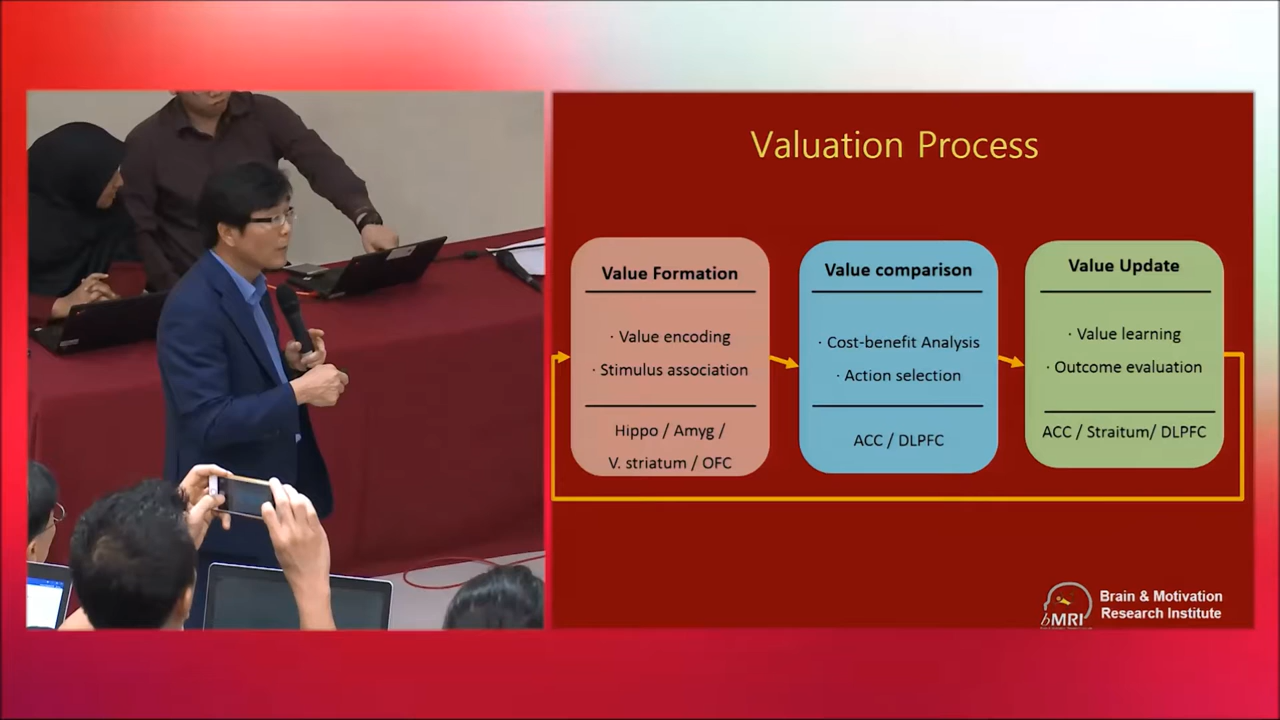 Valuation Process
Value Formation
· Value encoding
· Stimulus association
Hippo / Amyg /
V. striatum / OFC
Value comparison
· Cost-benefit Analysis
· Action selection
ACC / DLPFC
Value Update
· Value learning
· Outcome evaluation
ACC / Straitum/ DLPFC
bMRI
Brain & Motivation
Research Institute